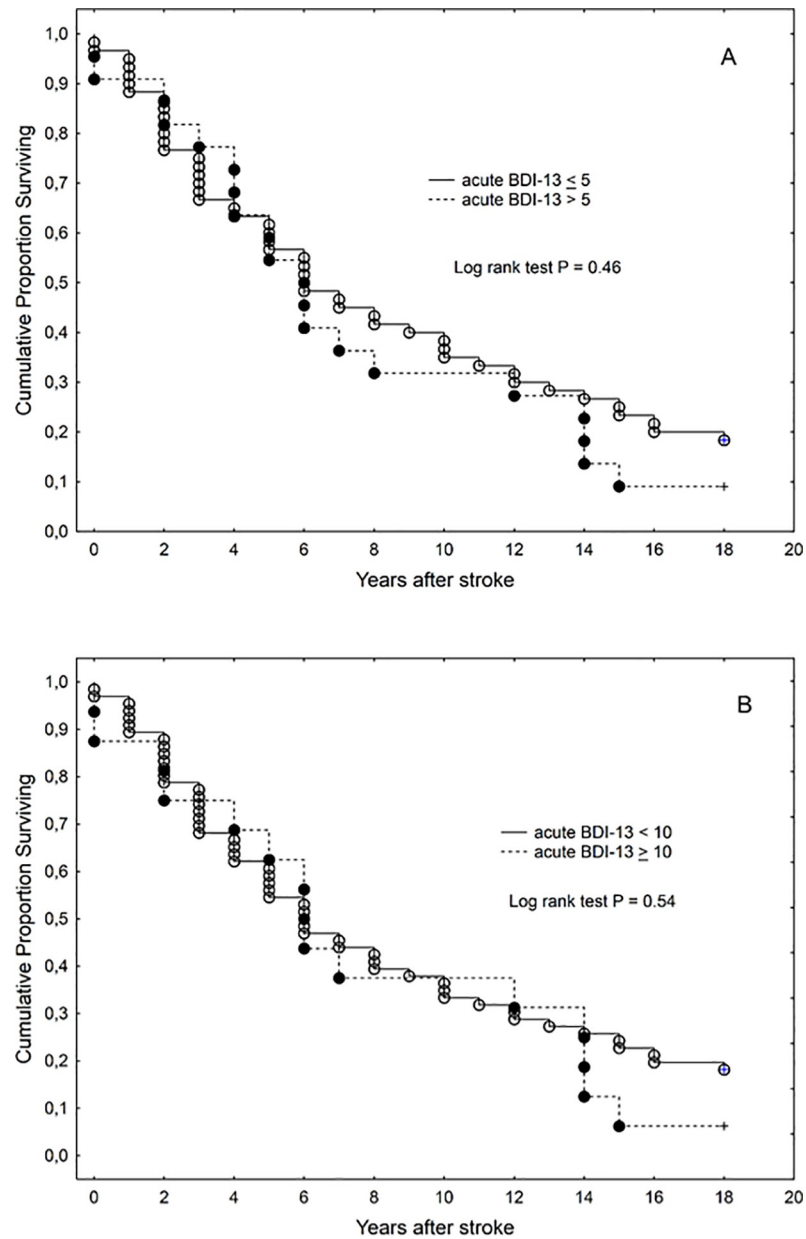 A
1,0
0,9
0,8
0,7
0,6
0,5
0,4
0,3
0,2
0,1
0,0
Cumulative Proportion Surviving
acute BDI-13 ≤ 5
acute BDI-13 > 5
Log rank test P = 0.46
0 2 4 6 8 10 12 14 16 18 20
Years after stroke
B
1,0
0,9
0,8
0,7
0,6
0,5
0,4
0,3
0,2
0,1
0,0
Cumulative Proportion Surviving
acute BDI-13 < 10
acute BDI-13 ≥ 10
Log rank test P = 0.54
0 2 4 6 8 10 12 14 16 18 20
Years after stroke